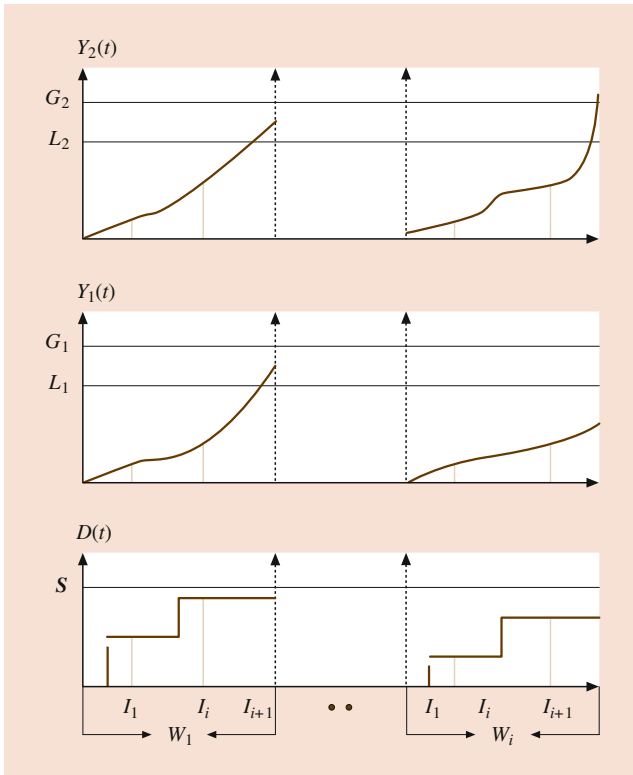 Y₂(t)
G₂
L₂
Y₁(t)
G₁
L₁
D(t)
S
I₁ Iᵢ Iᵢ₊₁ I₁ Iᵢ Iᵢ₊₁
W₁ Wᵢ